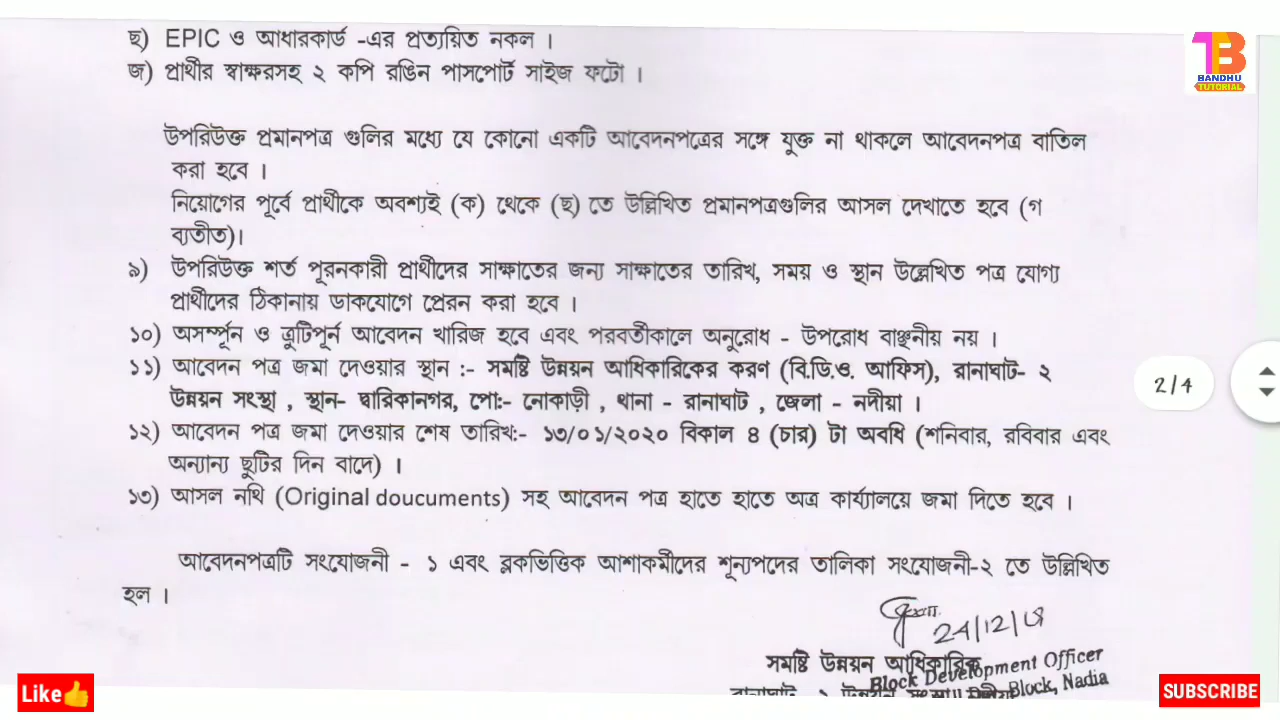 ছ) EPIC ও আধারকার্ড -এর প্রত্যয়িত নকল ।
জ) প্রার্থীর স্বাক্ষরসহ ২ কপি রঙিন পাসপোর্ট সাইজ ফটো ।
TB
BANDHU
TUTORIAL
উপরিউক্ত প্রমানপত্র গুলির মধ্যে যে কোনো একটি আবেদনপত্রের সঙ্গে যুক্ত না থাকলে আবেদনপত্র বাতিল
করা হবে ।
নিয়োগের পূর্বে প্রার্থীকে অবশ্যই (ক) থেকে (ছ) তে উল্লিখিত প্রমানপত্রগুলির আসল দেখাতে হবে (গ
ব্যতীত)।
৯) উপরিউক্ত শর্ত পূরনকারী প্রার্থীদের সাক্ষাতের জন্য সাক্ষাতের তারিখ, সময় ও স্থান উল্লেখিত পত্র যোগ্য
প্রার্থীদের ঠিকানায় ডাকযোগে প্রেরন করা হবে ।
১০) অসর্ম্পূন ও ত্রুটিপূর্ন আবেদন খারিজ হবে এবং পরবর্তীকালে অনুরোধ - উপরোধ বাঞ্ছনীয় নয় ।
১১) আবেদন পত্র জমা দেওয়ার স্থান :- সমষ্টি উন্নয়ন আধিকারিকের করণ (বি.ডি.ও. আফিস), রানাঘাট- ২
উন্নয়ন সংস্থা , স্থান- দ্বারিকানগর, পো:- নোকাড়ী , থানা - রানাঘাট , জেলা - নদীয়া ।
2/4
১২) আবেদন পত্র জমা দেওয়ার শেষ তারিখ:- ১৩/০১/২০২০ বিকাল ৪ (চার) টা অবধি (শনিবার, রবিবার এবং
অন্যান্য ছুটির দিন বাদে) ।
১৩) আসল নথি (Original doucuments) সহ আবেদন পত্র হাতে হাতে অত্র কার্য্যালয়ে জমা দিতে হবে ।
আবেদনপত্রটি সংযোজনী - ১ এবং ব্লকভিত্তিক আশাকর্মীদের শূন্যপদের তালিকা সংযোজনী-২ তে উল্লিখিত
হল ।
24/12/19
সমষ্টি উন্নয়ন আধিকারিক
Block Development Officer
Block, Nadia
Like
SUBSCRIBE